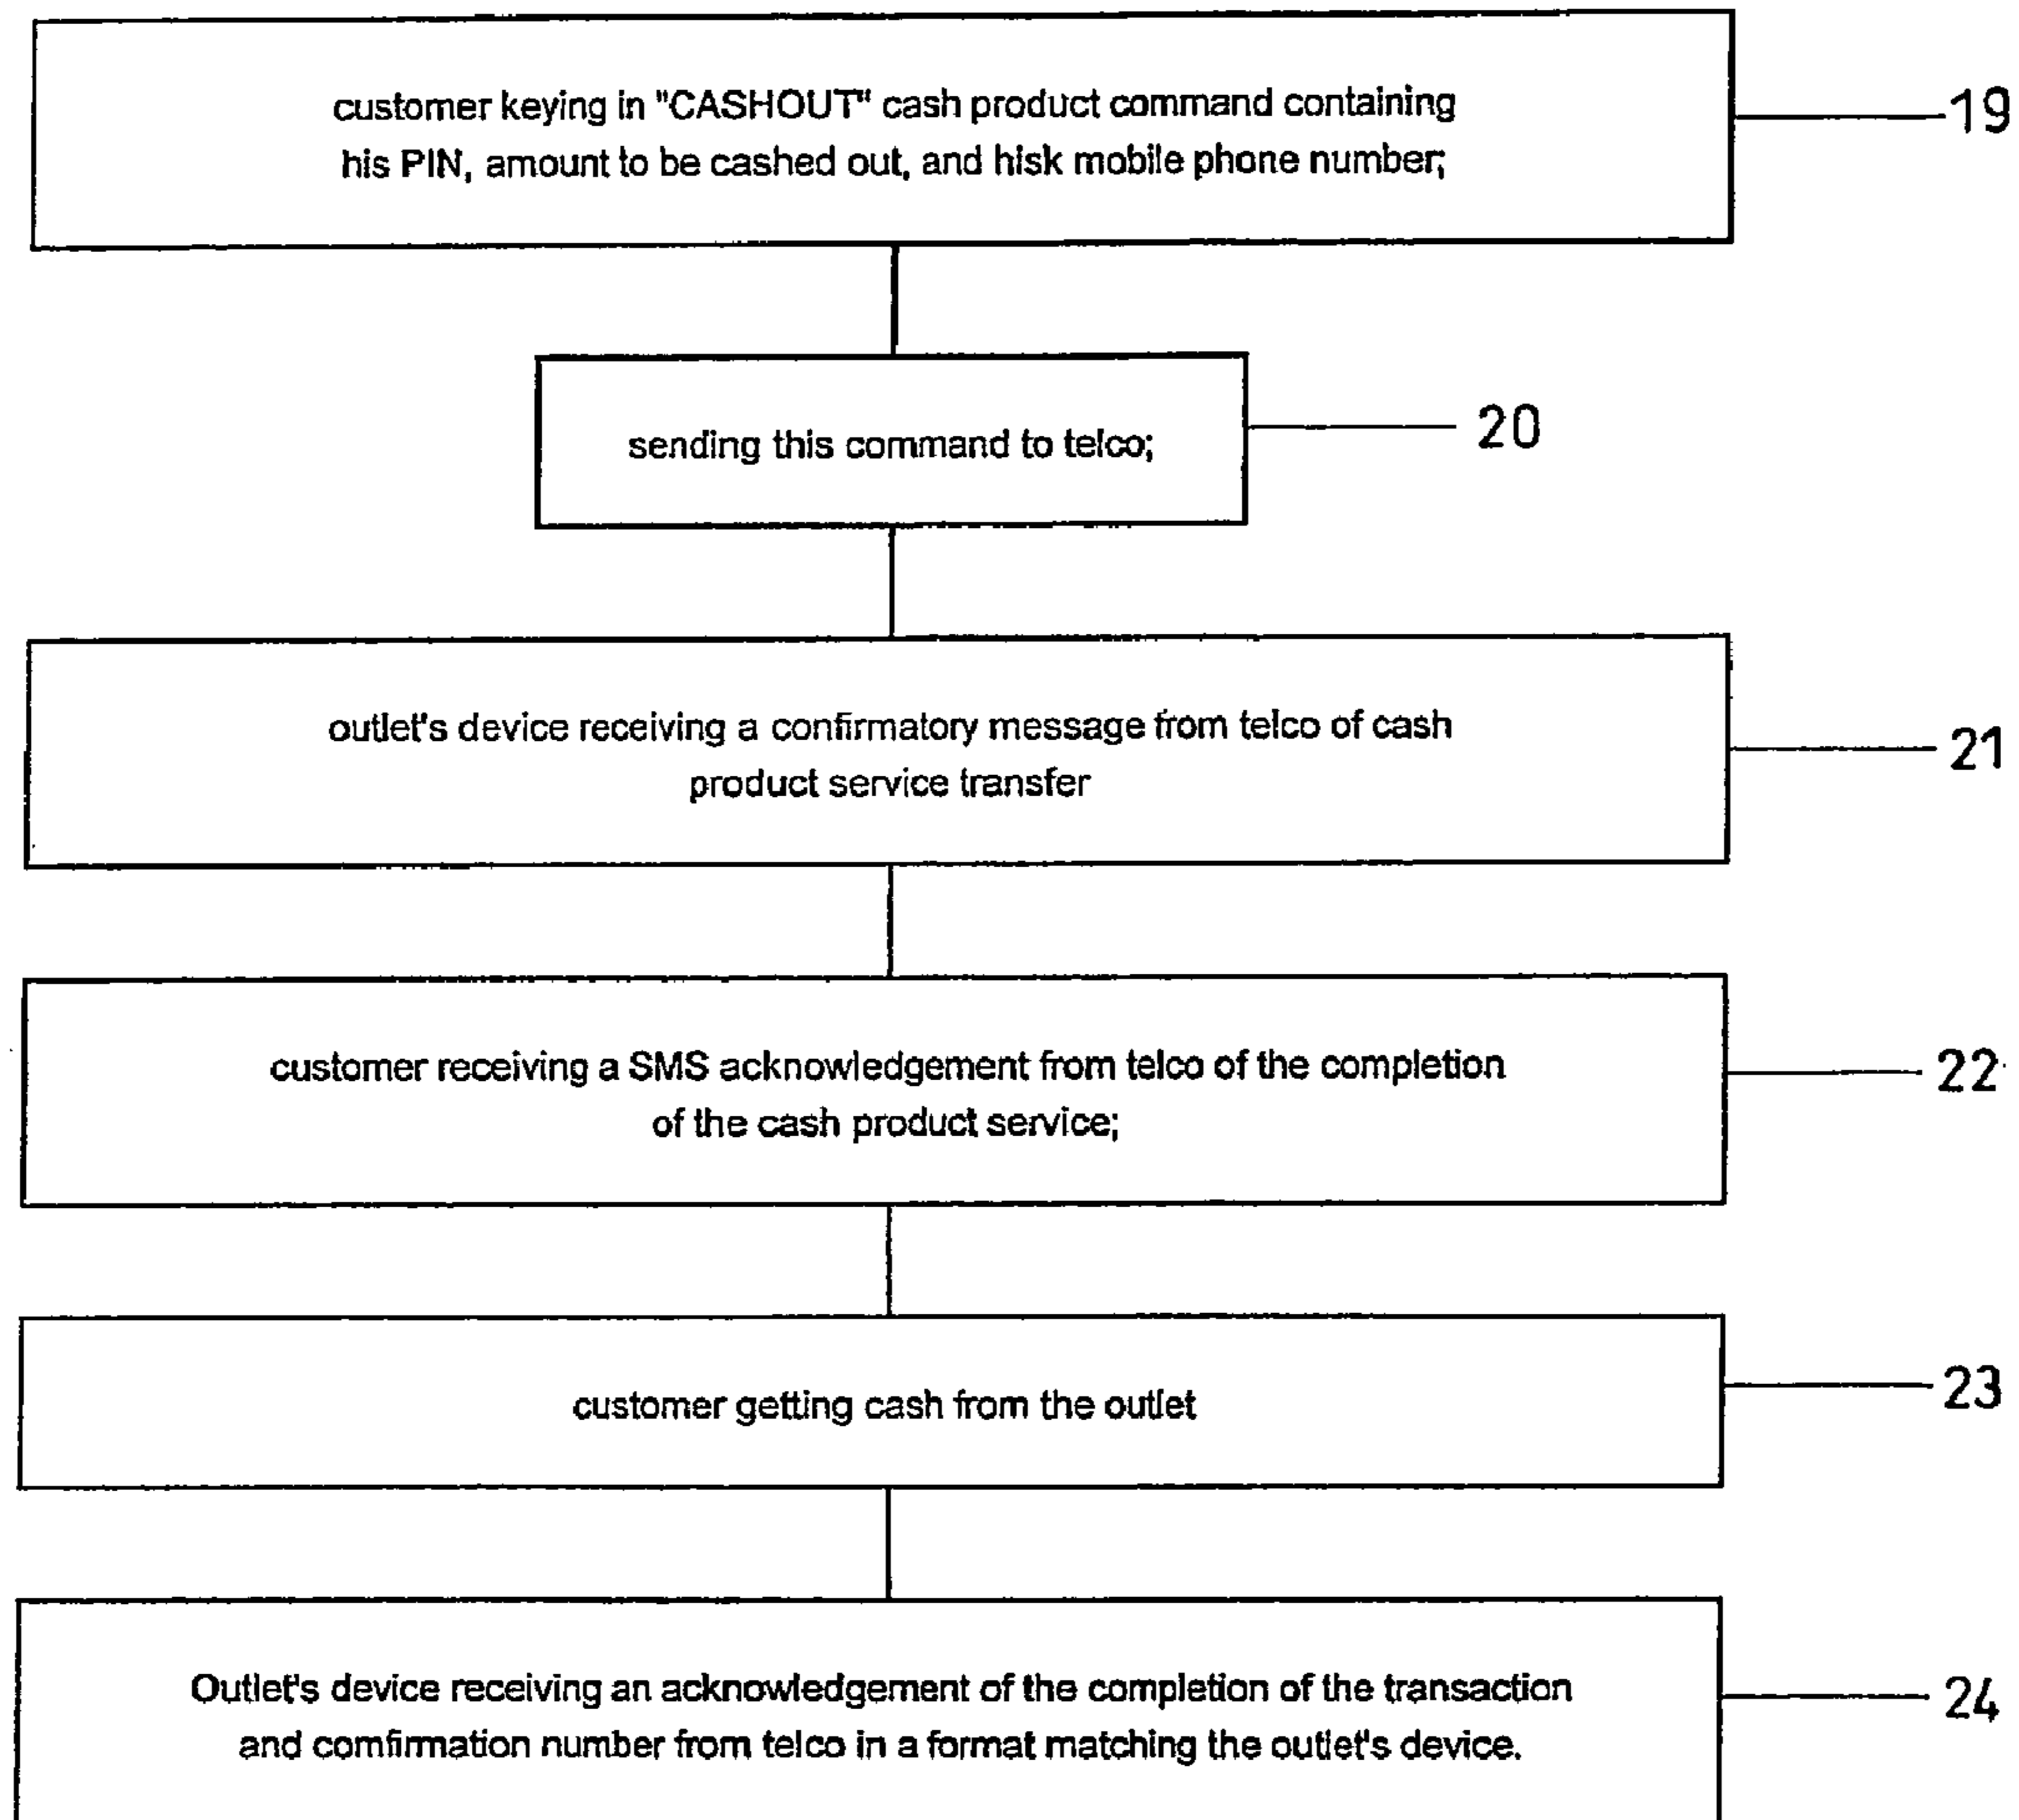 customer keying in "CASHOUT" cash product command containing
his PIN, amount to be cashed out, and hisk mobile phone number;
19
sending this command to telco;
20
outlet's device receiving a confirmatory message from telco of cash
product service transfer
21
customer receiving a SMS acknowledgement from telco of the completion
of the cash product service;
22
customer getting cash from the outlet
23
Outlet's device receiving an acknowledgement of the completion of the transaction
and comfirmation number from telco in a format matching the outlet's device.
24